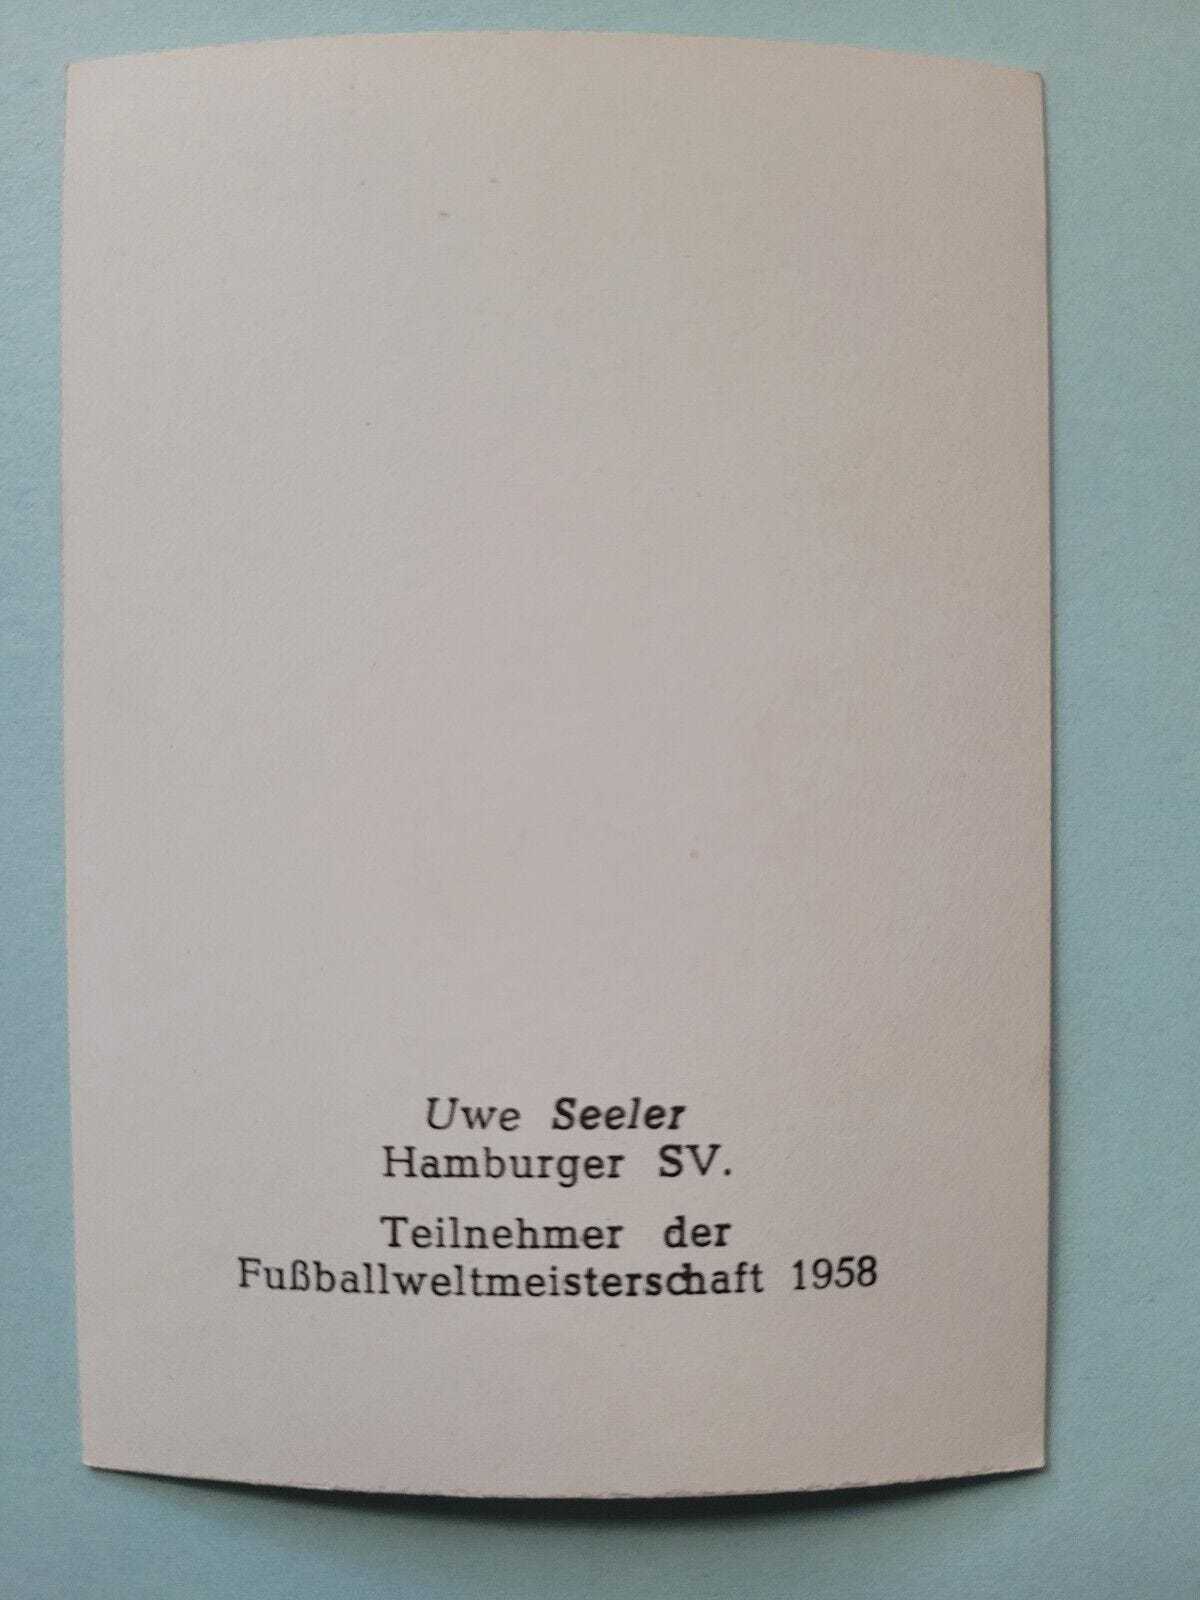 Uwe Seeler
Hamburger SV.
Teilnehmer der
Fußballweltmeisterschaft 1958